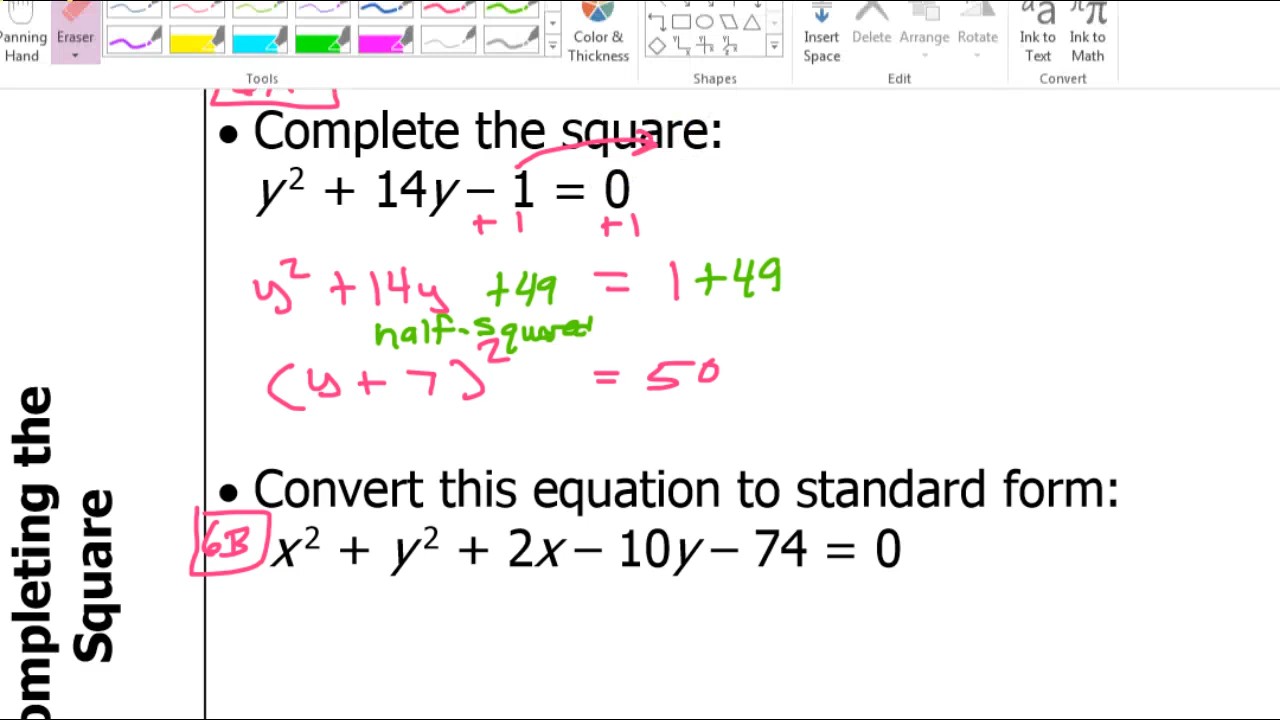 Panning Hand
Eraser
Color & Thickness
Insert Space
Delete
Arrange
Rotate
Ink to Text
Ink to Math
Tools
Shapes
Edit
Convert
• Complete the square:
y² + 14y – 1 = 0
+ 1 +1
y² + 14y +49 = 1 +49
half-squared
(y + 7)² = 50
• Convert this equation to standard form:
6B x² + y² + 2x – 10y – 74 = 0
ompleting the
Square